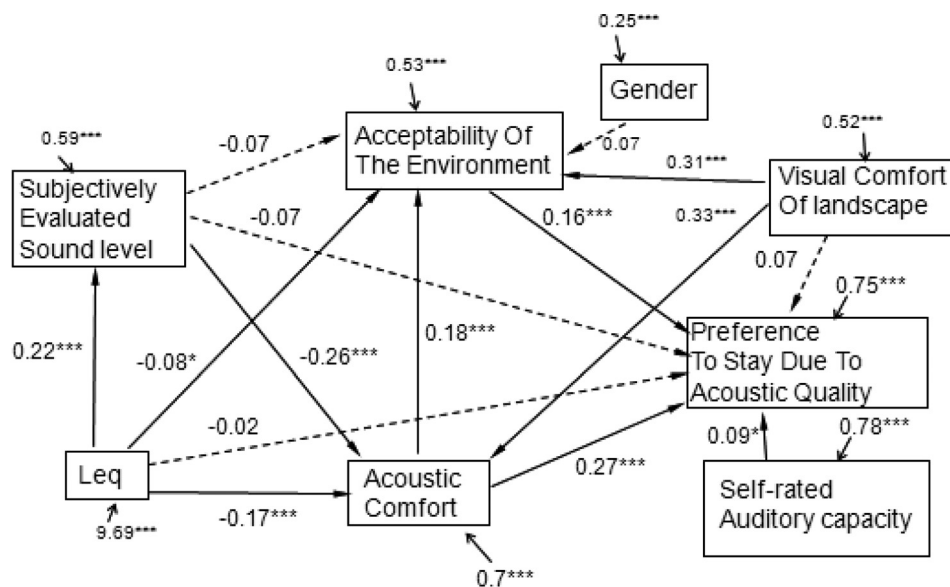 0.25***
0.53***
Gender
0.59***
-0.07
Acceptability Of
The Environment
0.07
0.52***
0.31***
Subjectively
Evaluated
Sound level
-0.07
0.16***
0.33***
Visual Comfort
Of landscape
0.07
0.75***
0.22***
-0.08*
-0.26***
0.18***
Preference
To Stay Due To
Acoustic Quality
-0.02
0.09*
0.78***
Leq
-0.17***
Acoustic
Comfort
0.27***
Self-rated
Auditory capacity
9.69***
0.7***